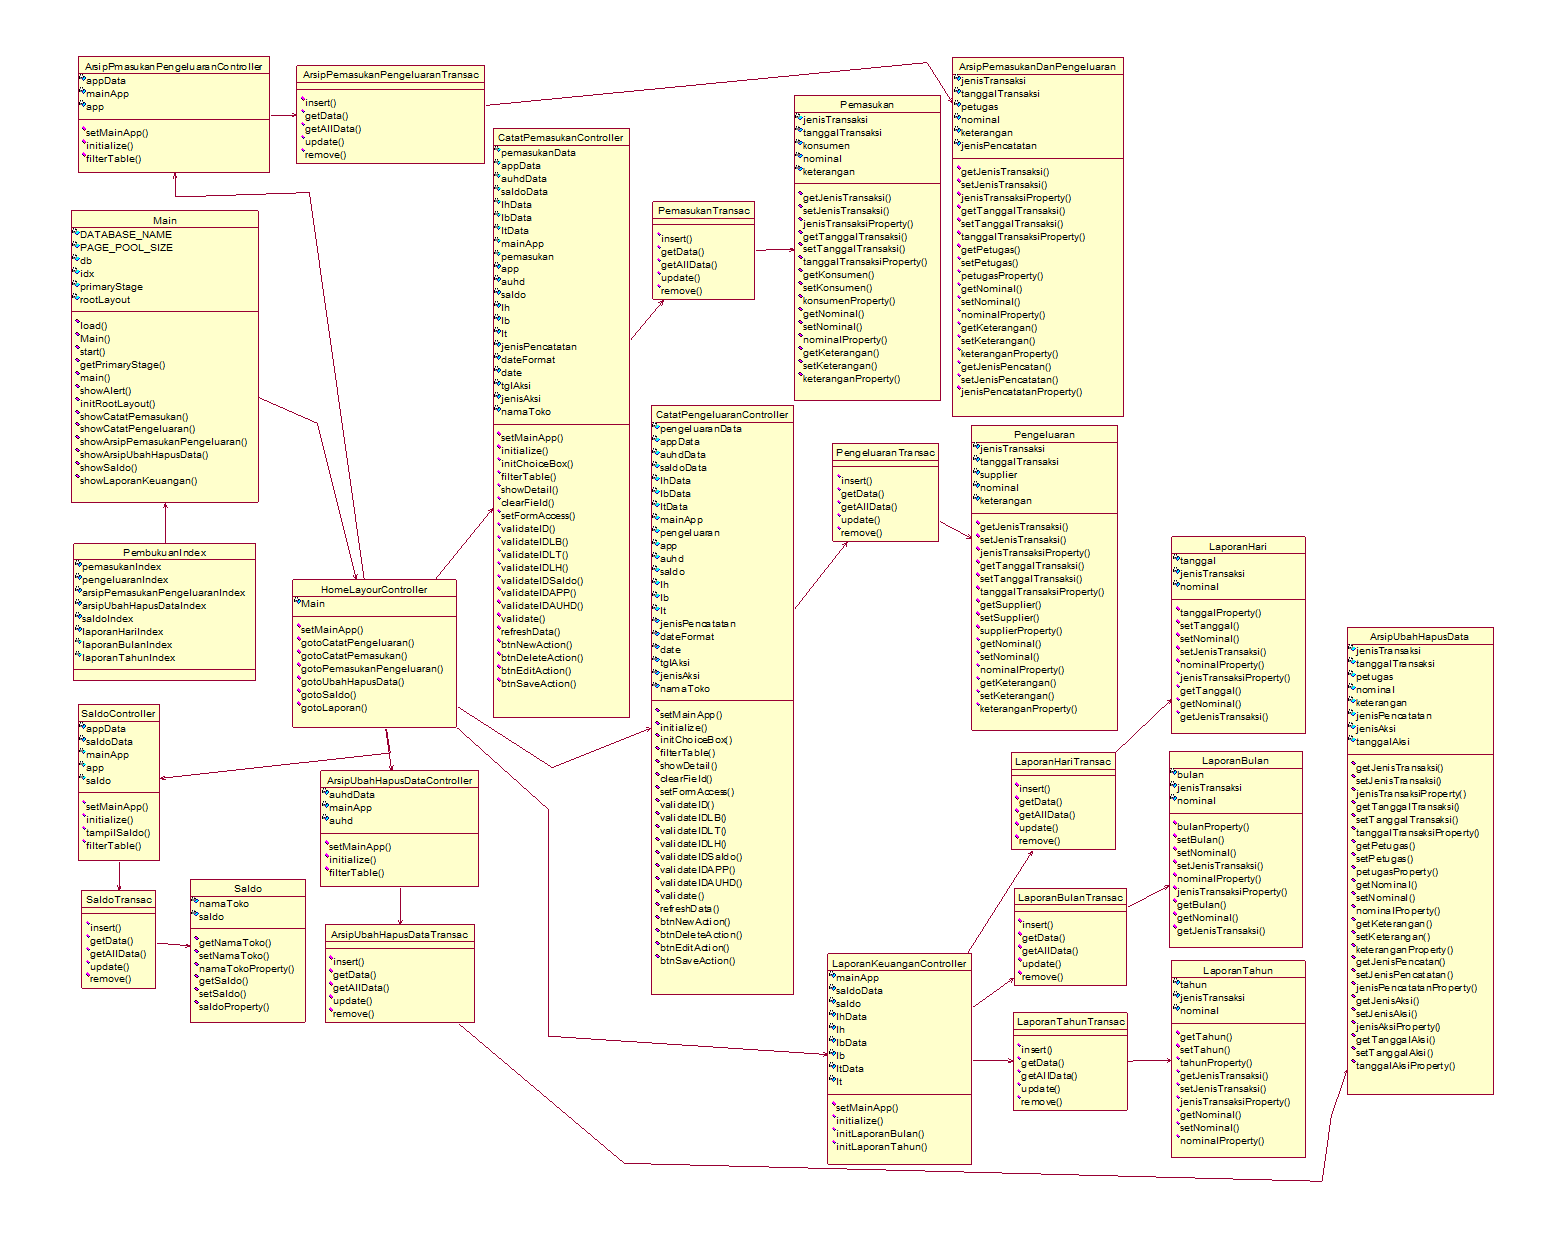 ArsipPmasukanPengeluaranController
appData
mainApp
app
setMainApp()
initialize()
filterTable()
ArsipPemasukanPengeluaranTransac
insert()
getData()
getAllData()
update()
remove()
ArsipPemasukanDanPengeluaran
jenisTransaksi
tanggalTransaksi
petugas
nominal
keterangan
jenisPencatatan
getJenisTransaksi()
setJenisTransaksi()
jenisTransaksiProperty()
getTanggalTransaksi()
setTanggalTransaksi()
tanggalTransaksiProperty()
getPetugas()
setPetugas()
petugasProperty()
getNominal()
setNominal()
nominalProperty()
getKeterangan()
setKeterangan()
keteranganProperty()
getJenisPencatan()
setJenisPencatatan()
jenisPencatatanProperty()
Pemasukan
jenisTransaksi
tanggalTransaksi
konsumen
nominal
keterangan
getJenisTransaksi()
setJenisTransaksi()
jenisTransaksiProperty()
getTanggalTransaksi()
setTanggalTransaksi()
tanggalTransaksiProperty()
getKonsumen()
setKonsumen()
konsumenProperty()
getNominal()
setNominal()
nominalProperty()
getKeterangan()
setKeterangan()
keteranganProperty()
CatatPemasukanController
pemasukanData
appData
auhdData
saldoData
lhData
lbData
ltData
mainApp
pemasukan
app
auhd
saldo
lh
lb
lt
jenisPencatatan
dateFormat
date
tglAksi
jenisAksi
namaToko
setMainApp()
initialize()
initChoiceBox()
filterTable()
showDetail()
clearField()
setFormAccess()
validateID()
validateIDLB()
validateIDLT()
validateIDLH()
validateIDSaldo()
validateIDAPP()
validateIDAUHD()
validate()
refreshData()
btnNewAction()
btnDeleteAction()
btnEditAction()
btnSaveAction()
PemasukanTransac
insert()
getData()
getAllData()
update()
remove()
Main
DATABASE_NAME
PAGE_POOL_SIZE
db
idx
primaryStage
rootLayout
load()
Main()
start()
getPrimaryStage()
main()
showAlert()
initRootLayout()
showCatatPemasukan()
showCatatPengeluaran()
showArsipPemasukanPengeluaran()
showArsipUbahHapusData()
showSaldo()
showLaporanKeuangan()
PembukuanIndex
pemasukanIndex
pengeluaranIndex
arsipPemasukanPengeluaranIndex
arsipUbahHapusDataIndex
saldoIndex
laporanHariIndex
laporanBulanIndex
laporanTahunIndex
HomeLayourController
Main
setMainApp()
gotoCatatPengeluaran()
gotoCatatPemasukan()
gotoPemasukanPengeluaran()
gotoUbahHapusData()
gotoSaldo()
gotoLaporan()
CatatPengeluaranController
pengeluaranData
appData
auhdData
saldoData
lhData
lbData
ltData
mainApp
pengeluaran
app
auhd
saldo
lh
lb
lt
jenisPencatatan
dateFormat
date
tglAksi
jenisAksi
namaToko
setMainApp()
initialize()
initChoiceBox()
filterTable()
showDetail()
clearField()
setFormAccess()
validateID()
validateIDLB()
validateIDLT()
validateIDLH()
validateIDSaldo()
validateIDAPP()
validateIDAUHD()
validate()
refreshData()
btnNewAction()
btnDeleteAction()
btnEditAction()
btnSaveAction()
PengeluaranTransac
insert()
getData()
getAllData()
update()
remove()
Pengeluaran
jenisTransaksi
tanggalTransaksi
supplier
nominal
keterangan
getJenisTransaksi()
setJenisTransaksi()
jenisTransaksiProperty()
getTanggalTransaksi()
setTanggalTransaksi()
tanggalTransaksiProperty()
getSupplier()
setSupplier()
supplierProperty()
getNominal()
setNominal()
nominalProperty()
getKeterangan()
setKeterangan()
keteranganProperty()
LaporanHari
tanggal
jenisTransaksi
nominal
tanggalProperty()
setTanggal()
setNominal()
setJenisTransaksi()
nominalProperty()
jenisTransaksiProperty()
getTanggal()
getNominal()
getJenisTransaksi()
ArsipUbahHapusData
jenisTransaksi
tanggalTransaksi
petugas
nominal
keterangan
jenisPencatatan
jenisAksi
tanggalAksi
getJenisTransaksi()
setJenisTransaksi()
jenisTransaksiProperty()
getTanggalTransaksi()
setTanggalTransaksi()
tanggalTransaksiProperty()
getPetugas()
setPetugas()
petugasProperty()
getNominal()
setNominal()
nominalProperty()
getKeterangan()
setKeterangan()
keteranganProperty()
getJenisPencatan()
setJenisPencatatan()
jenisPencatatanProperty()
getJenisAksi()
setJenisAksi()
jenisAksiProperty()
getTanggalAksi()
setTanggalAksi()
tanggalAksiProperty()
SaldoController
appData
saldoData
mainApp
app
saldo
setMainApp()
initialize()
tampilSaldo()
filterTable()
ArsipUbahHapusDataController
auhdData
mainApp
auhd
setMainApp()
initialize()
filterTable()
LaporanHariTransac
insert()
getData()
getAllData()
update()
remove()
LaporanBulan
bulan
jenisTransaksi
nominal
bulanProperty()
setBulan()
setNominal()
setJenisTransaksi()
nominalProperty()
jenisTransaksiProperty()
getBulan()
getNominal()
getJenisTransaksi()
SaldoTransac
insert()
getData()
getAllData()
update()
remove()
Saldo
namaToko
saldo
getNamaToko()
setNamaToko()
namaTokoProperty()
getSaldo()
setSaldo()
saldoProperty()
ArsipUbahHapusDataTransac
insert()
getData()
getAllData()
update()
remove()
LaporanBulanTransac
insert()
getData()
getAllData()
update()
remove()
LaporanKeuanganController
mainApp
saldoData
saldo
lhData
lh
lbData
lb
ltData
lt
setMainApp()
initialize()
initLaporanBulan()
initLaporanTahun()
LaporanTahunTransac
insert()
getData()
getAllData()
update()
remove()
LaporanTahun
tahun
jenisTransaksi
nominal
getTahun()
setTahun()
tahunProperty()
getJenisTransaksi()
setJenisTransaksi()
jenisTransaksiProperty()
getNominal()
setNominal()
nominalProperty()